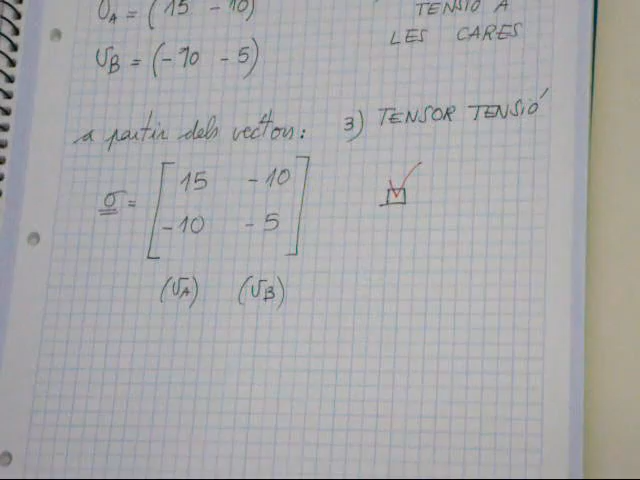 σA = (15 -10)
TENSIÓ A
LES CARES
σB = (-10 -5)
a partir dels vectors:
3) TENSOR TENSIÓ
σ = [ 15 -10
-10 -5 ]
(σA) (σB)